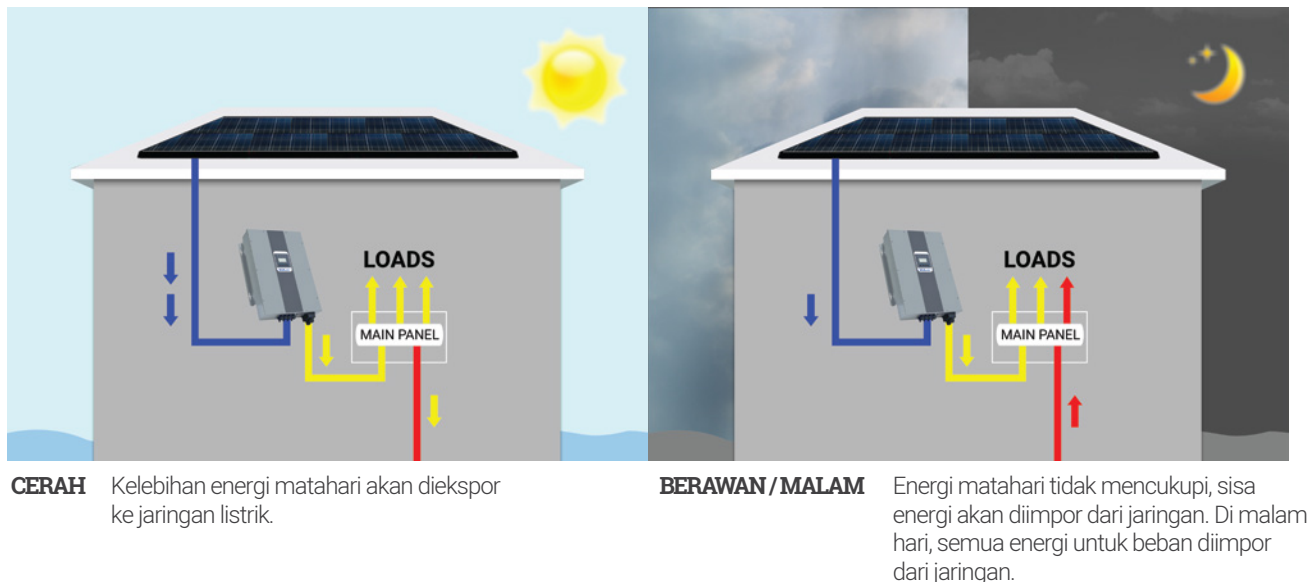 LOADS
MAIN PANEL
LOADS
MAIN PANEL
CERAH
Kelebihan energi matahari akan diekspor
ke jaringan listrik.
BERAWAN / MALAM
Energi matahari tidak mencukupi, sisa
energi akan diimpor dari jaringan. Di malam
hari, semua energi untuk beban diimpor
dari jaringan.